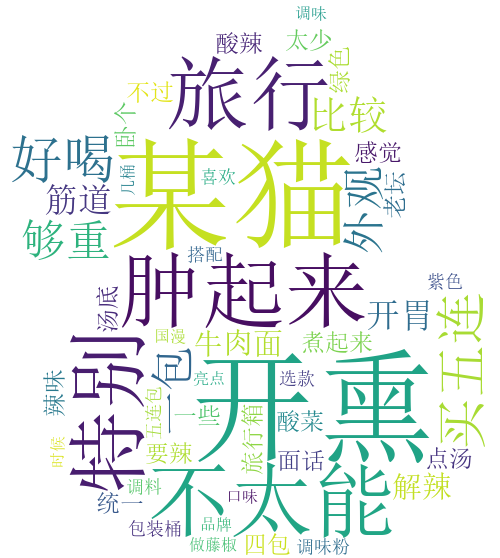 调味
酸辣
太少
旅行
绿色
不过
比较
卧个
好喝
某猫
感觉
外观
老坛
几桶
喜欢
筋道
够重
搭配
肿起来
紫色
汤底
开胃
买五连
特别
一包
国漫
牛肉面
煮起来
开熏
辣味
亮点
选款
五连包
一些
旅行箱
酸菜
时候
要辣
不太能
面话
点汤
调料
解辣
统一
口味
包装桶
品牌
做藤椒
四包
调味粉